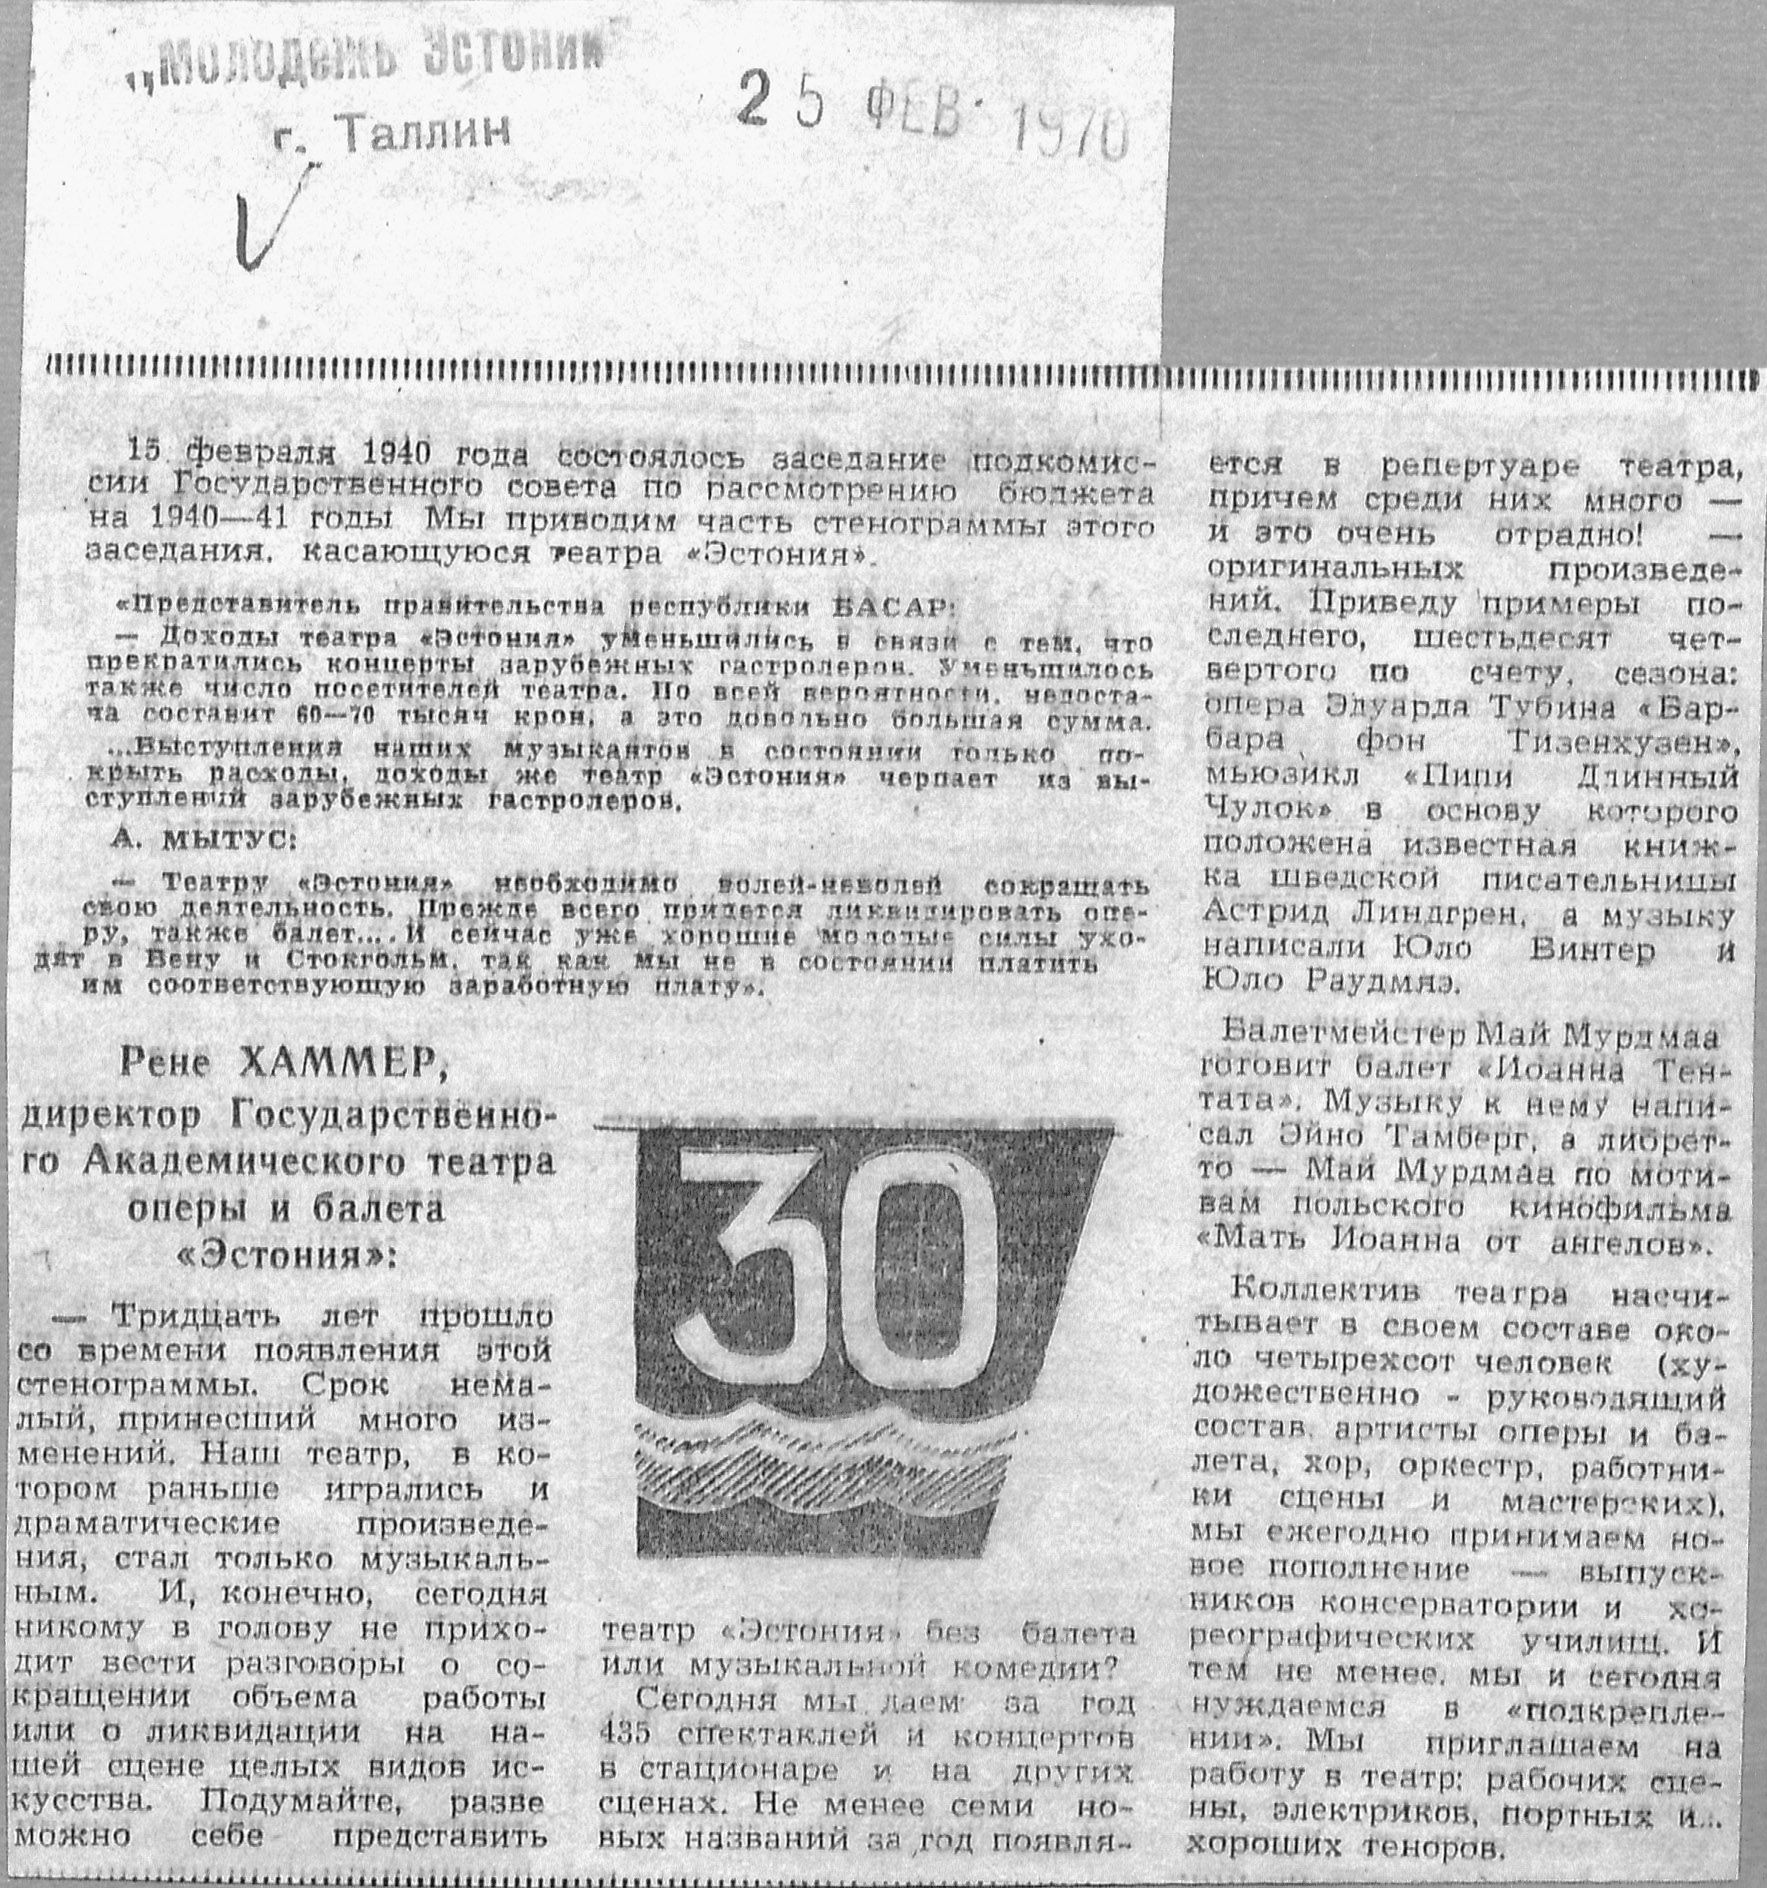 „Молодежь Эстонии"
г. Таллин
25 ФЕВ. 1970
15 февраля 1940 года состоялось заседание подкомис-
сии Государственного совета по рассмотрению бюджета
на 1940—41 годы Мы приводим часть стенограммы этого
заседания, касающуюся театра «Эстония».
«Представитель правительства республики БАСАР:
— Доходы театра «Эстония» уменьшились в связи с тем, что
прекратились концерты зарубежных гастролеров. Уменьшилось
также число посетителей театра. По всей вероятности, недоста-
ча составит 60—70 тысяч крон, а это довольно большая сумма.
...Выступления наших музыкантов в состоянии только по-
крыть расходы, доходы же театр «Эстония» черпает из вы-
ступлений зарубежных гастролеров.
А. МЫТУС:
— Театру «Эстония» необходимо волей-неволей сокращать
свою деятельность. Прежде всего придется ликвидировать опе-
ру, также балет.... И сейчас уже хорошие молодые силы ухо-
дят в Вену и Стокгольм, так как мы не в состоянии платить
им соответствующую заработную плату».
Рене ХАММЕР,
директор Государственно-
го Академического театра
оперы и балета
«Эстония»:
— Тридцать лет прошло
со времени появления этой
стенограммы. Срок нема-
лый, принесший много из-
менений. Наш театр, в ко-
тором раньше игрались и
драматические произведе-
ния, стал только музыкаль-
ным. И, конечно, сегодня
никому в голову не прихо-
дит вести разговоры о со-
кращении объема работы
или о ликвидации на на-
шей сцене целых видов ис-
кусства. Подумайте, разве
можно себе представить
30
театр «Эстония» без балета
или музыкальной комедии?
Сегодня мы даем за год
435 спектаклей и концертов
в стационаре и на других
сценах. Не менее семи но-
вых названий за год появля-
ется в репертуаре театра,
причем среди них много —
и это очень отрадно! —
оригинальных произведе-
ний. Приведу примеры по-
следнего, шестьдесят чет-
вертого по счету, сезона:
опера Эдуарда Тубина «Бар-
бара фон Тизенхузен»,
мьюзикл «Пипи Длинный
Чулок» в основу которого
положена известная книж-
ка шведской писательницы
Астрид Линдгрен, а музыку
написали Юло Винтер и
Юло Раудмяэ.
Балетмейстер Май Мурдмаа
готовит балет «Иоанна Тен-
тата». Музыку к нему напи-
сал Эйно Тамберг, а либрет-
то — Май Мурдмаа по моти-
вам польского кинофильма
«Мать Иоанна от ангелов».
Коллектив театра насчи-
тывает в своем составе око-
ло четырехсот человек (ху-
дожественно - руководящий
состав, артисты оперы и ба-
лета, хор, оркестр, работни-
ки сцены и мастерских),
мы ежегодно принимаем но-
вое пополнение — выпуск-
ников консерватории и хо-
реографических училищ. И
тем не менее, мы и сегодня
нуждаемся в «подкрепле-
нии». Мы приглашаем на
работу в театр: рабочих сце-
ны, электриков, портных и...
хороших теноров.